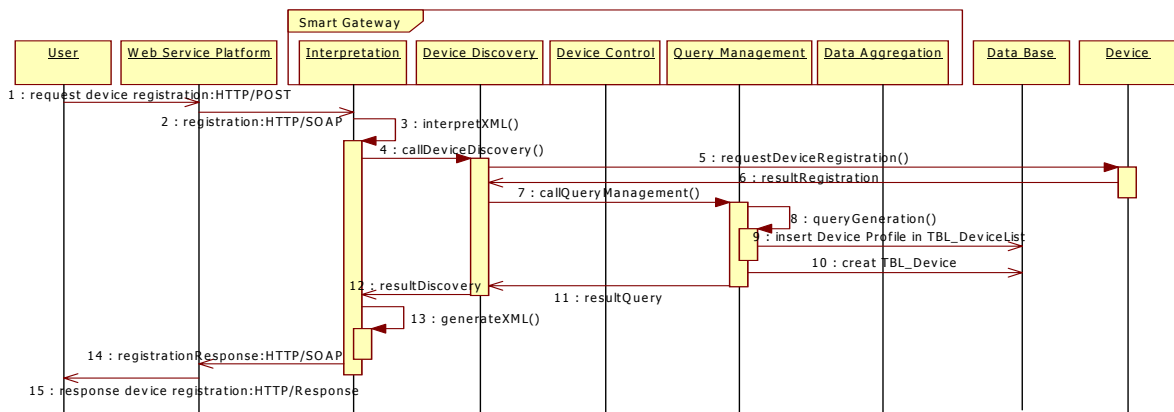 Smart Gateway
User
Web Service Platform
Interpretation
Device Discovery
Device Control
Query Management
Data Aggregation
Data Base
Device
1 : request device registration:HTTP/POST
2 : registration:HTTP/SOAP
3 : interpretXML()
4 : callDeviceDiscovery()
5 : requestDeviceRegistration()
6 : resultRegistration
7 : callQueryManagement()
8 : queryGeneration()
9 : insert Device Profile in TBL_DeviceList
10 : creat TBL_Device
11 : resultQuery
12 : resultDiscovery
13 : generateXML()
14 : registrationResponse:HTTP/SOAP
15 : response device registration:HTTP/Response